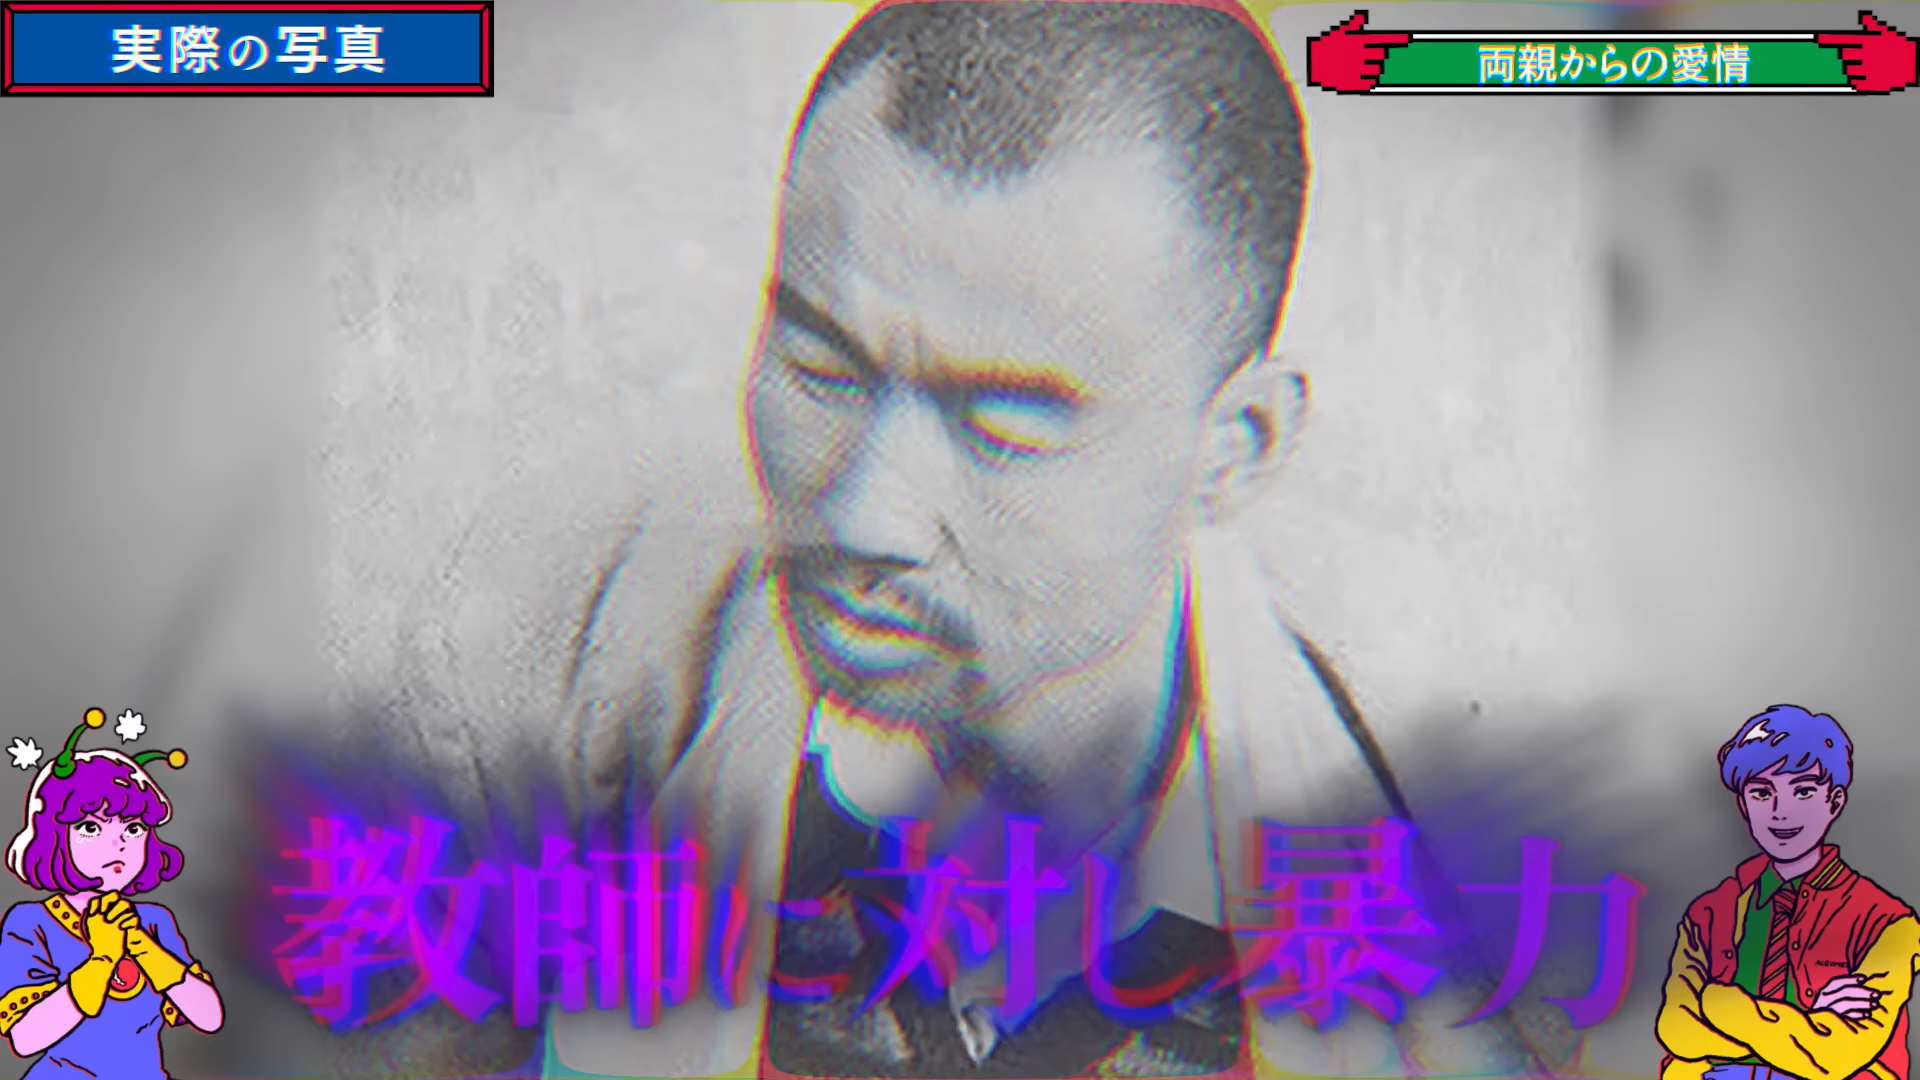 実際の写真
両親からの愛情
教師に対し暴力